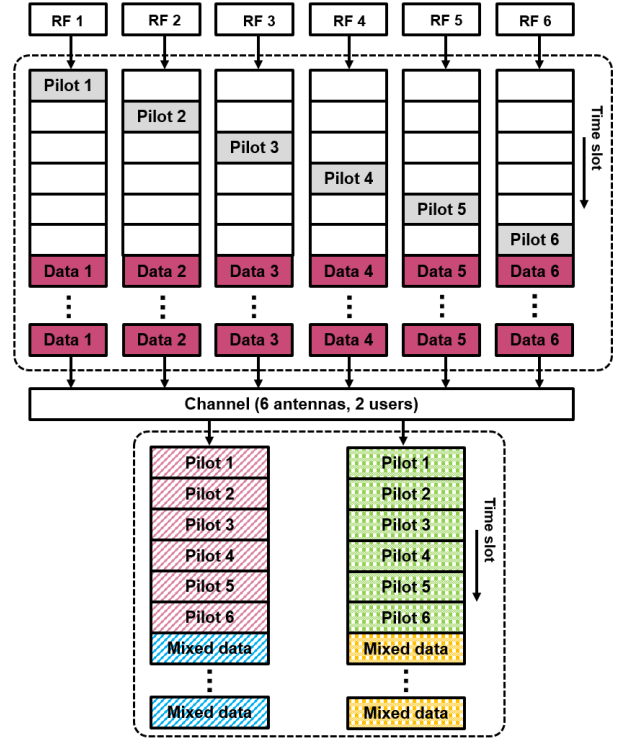 RF 1 RF 2 RF 3 RF 4 RF 5 RF 6
Pilot 1
Pilot 2
Pilot 3
Pilot 4
Pilot 5
Pilot 6
Time slot
Data 1 Data 2 Data 3 Data 4 Data 5 Data 6
Data 1 Data 2 Data 3 Data 4 Data 5 Data 6
Channel (6 antennas, 2 users)
Pilot 1 Pilot 1
Pilot 2 Pilot 2
Pilot 3 Pilot 3
Pilot 4 Pilot 4
Pilot 5 Pilot 5
Pilot 6 Pilot 6
Time slot
Mixed data Mixed data
Mixed data Mixed data